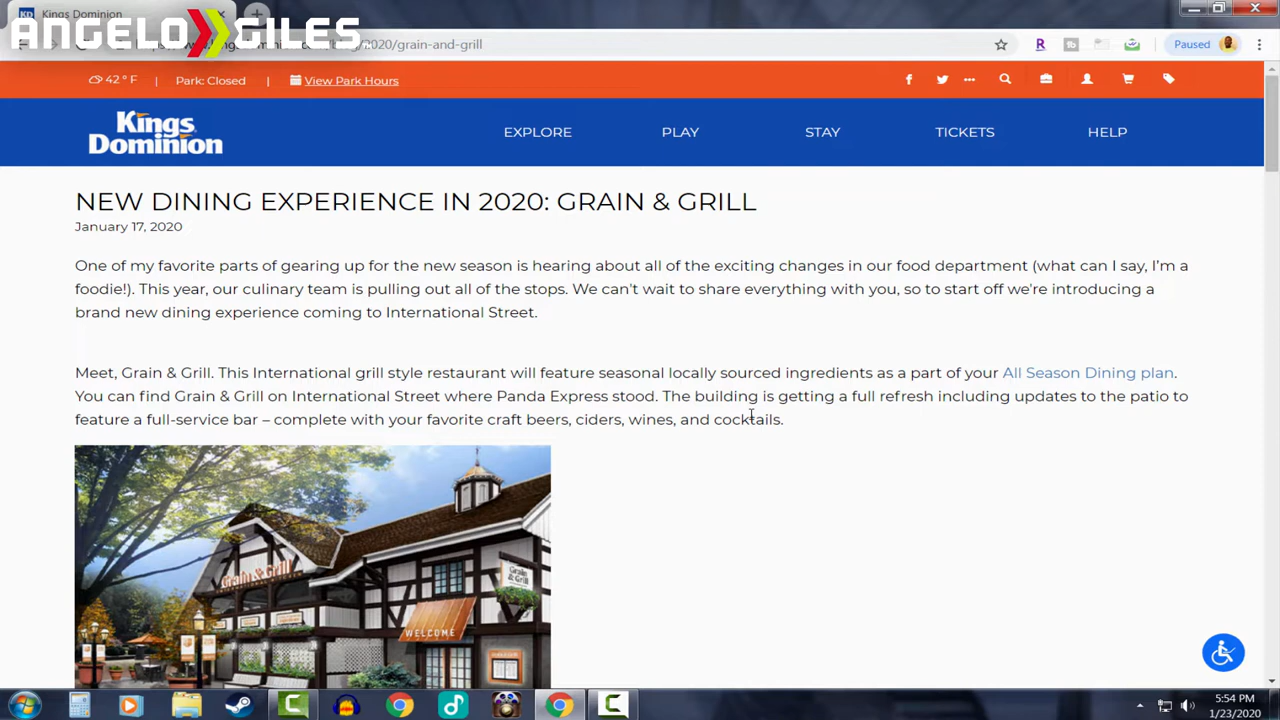 Kings Dominion
ANGELO GILES
2020/grain-and-grill
Paused
42 ° F | Park: Closed | View Park Hours
Kings Dominion
EXPLORE PLAY STAY TICKETS HELP
NEW DINING EXPERIENCE IN 2020: GRAIN & GRILL
January 17, 2020
One of my favorite parts of gearing up for the new season is hearing about all of the exciting changes in our food department (what can I say, I'm a
foodie!). This year, our culinary team is pulling out all of the stops. We can't wait to share everything with you, so to start off we're introducing a
brand new dining experience coming to International Street.
Meet, Grain & Grill. This International grill style restaurant will feature seasonal locally sourced ingredients as a part of your All Season Dining plan.
You can find Grain & Grill on International Street where Panda Express stood. The building is getting a full refresh including updates to the patio to
feature a full-service bar – complete with your favorite craft beers, ciders, wines, and cocktails.
Grain & Grill
Grain & Grill
WELCOME
5:54 PM
1/23/2020